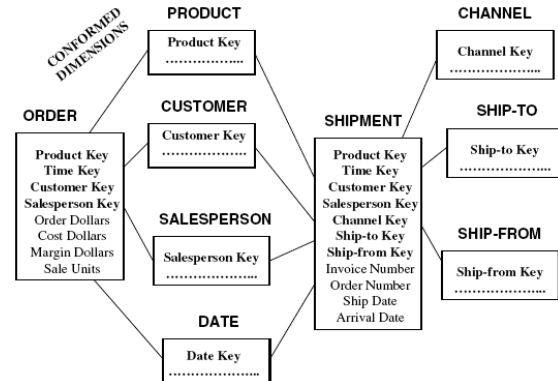 CONFORMED
DIMENSIONS
PRODUCT
Product Key
………………...
CUSTOMER
Customer Key
……………….
SALESPERSON
Salesperson Key
………………...
DATE
Date Key
………………...
ORDER
Product Key
Time Key
Customer Key
Salesperson Key
Order Dollars
Cost Dollars
Margin Dollars
Sale Units
SHIPMENT
Product Key
Time Key
Customer Key
Salesperson Key
Channel Key
Ship-to Key
Ship-from Key
Invoice Number
Order Number
Ship Date
Arrival Date
CHANNEL
Channel Key
………………...
SHIP-TO
Ship-to Key
………………...
SHIP-FROM
Ship-from Key
………………...